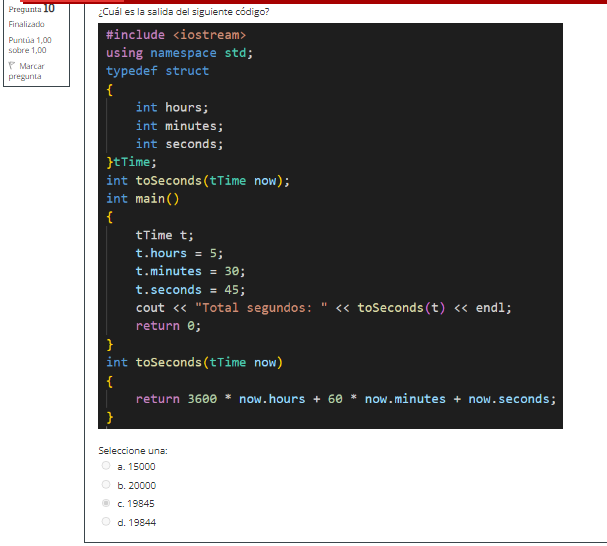 Pregunta 10
Finalizado
Puntúa 1,00
sobre 1,00
Marcar
pregunta
¿Cuál es la salida del siguiente código?
#include <iostream>
using namespace std;
typedef struct
{
    int hours;
    int minutes;
    int seconds;
}tTime;
int toSeconds(tTime now);
int main()
{
    tTime t;
    t.hours = 5;
    t.minutes = 30;
    t.seconds = 45;
    cout << "Total segundos: " << toSeconds(t) << endl;
    return 0;
}
int toSeconds(tTime now)
{
    return 3600 * now.hours + 60 * now.minutes + now.seconds;
}
Seleccione una:
a. 15000
b. 20000
c. 19845
d. 19844